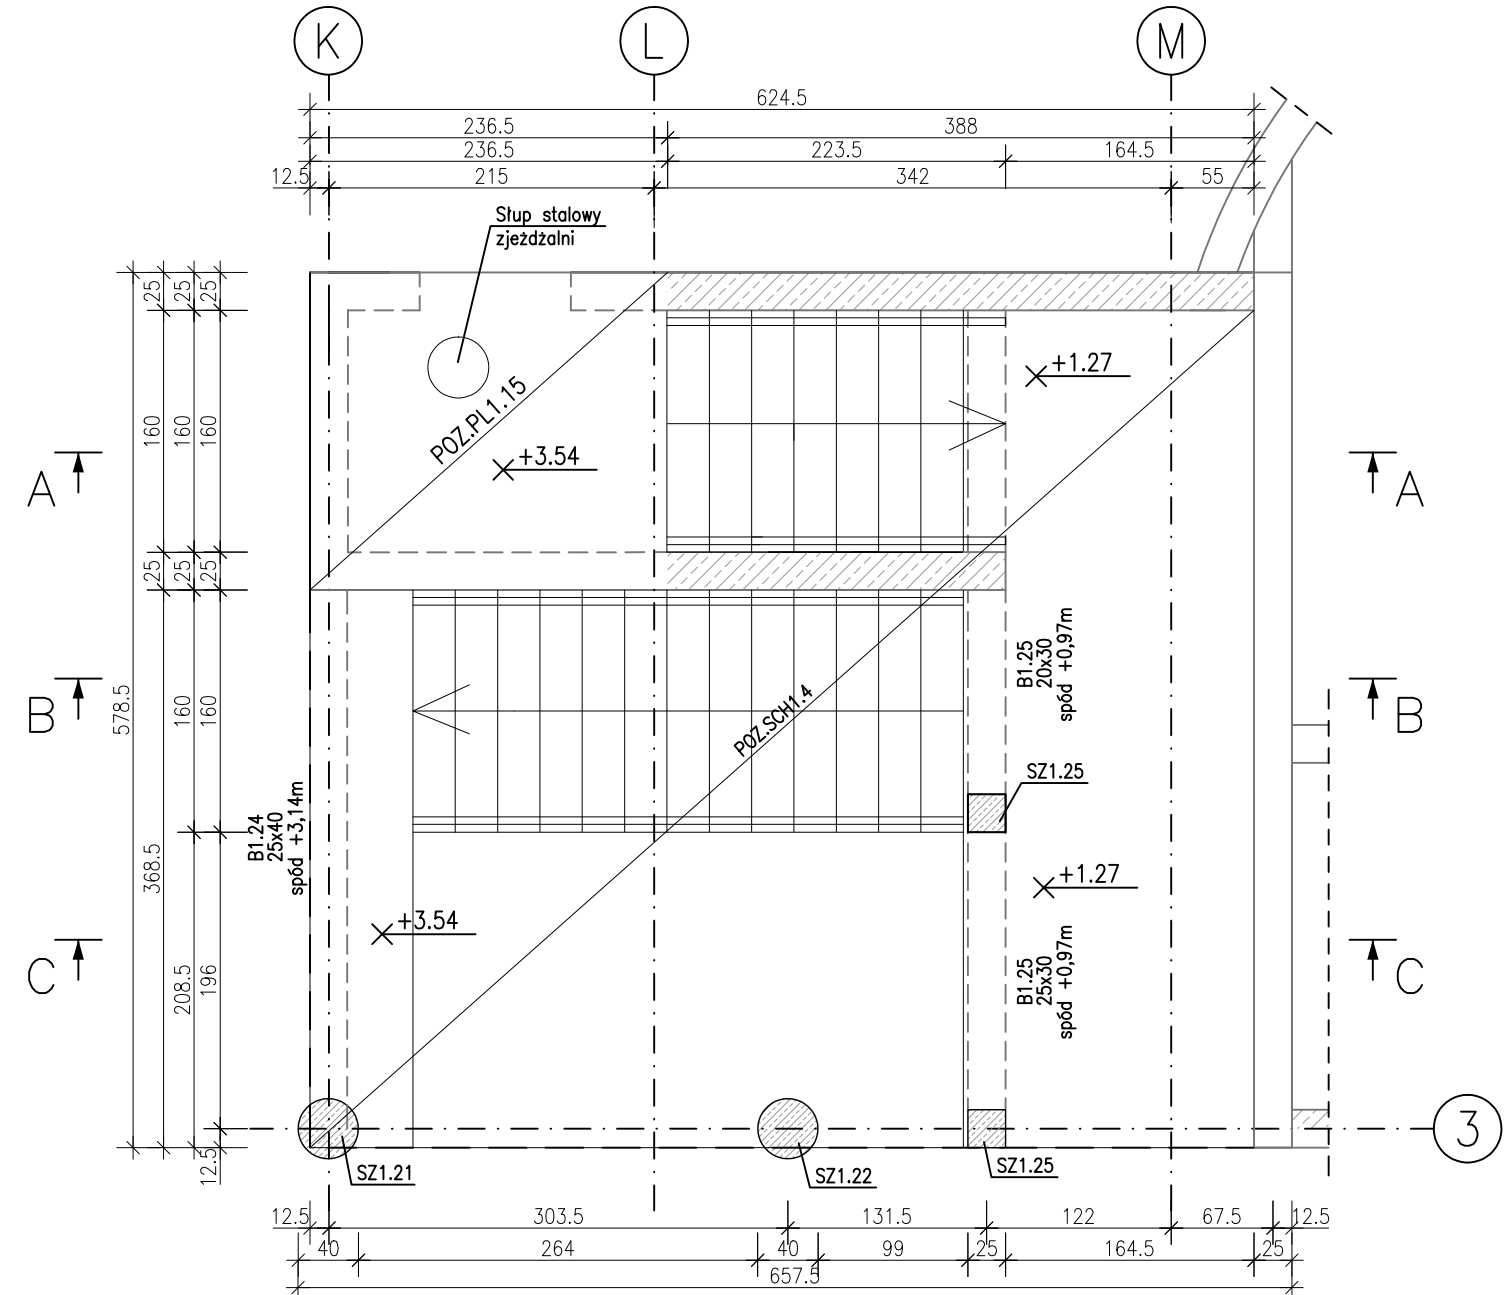 K
L
M
624.5
236.5
388
236.5
223.5
164.5
12.5
215
342
55
Słup stalowy
zjeżdżalni
25
25
25
POZ.PL1.15
+3.54
+1.27
160
160
160
A
A
25
25
25
B
B
578.5
160
160
POZ.SCH1.4
B1.25
20x30
spód +0,97m
SZ1.25
B1.24
25x40
spód +3,14m
368.5
+1.27
+3.54
B1.25
25x30
spód +0,97m
C
C
208.5
196
12.5
3
SZ1.21
SZ1.22
SZ1.25
12.5
303.5
131.5
122
67.5
12.5
40
264
40
99
25
164.5
25
657.5